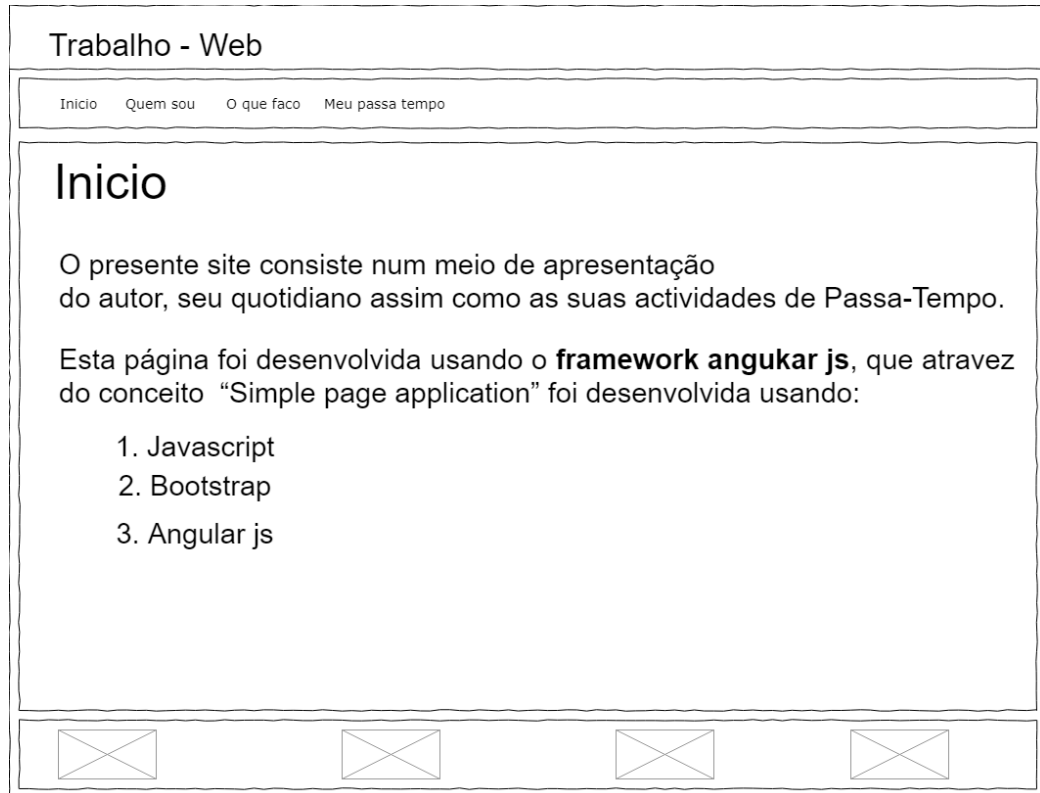 Trabalho - Web
Inicio Quem sou O que faco Meu passa tempo
Inicio
O presente site consiste num meio de apresentação
do autor, seu quotidiano assim como as suas actividades de Passa-Tempo.
Esta página foi desenvolvida usando o framework angukar js, que atravez
do conceito “Simple page application” foi desenvolvida usando:
1. Javascript
2. Bootstrap
3. Angular js